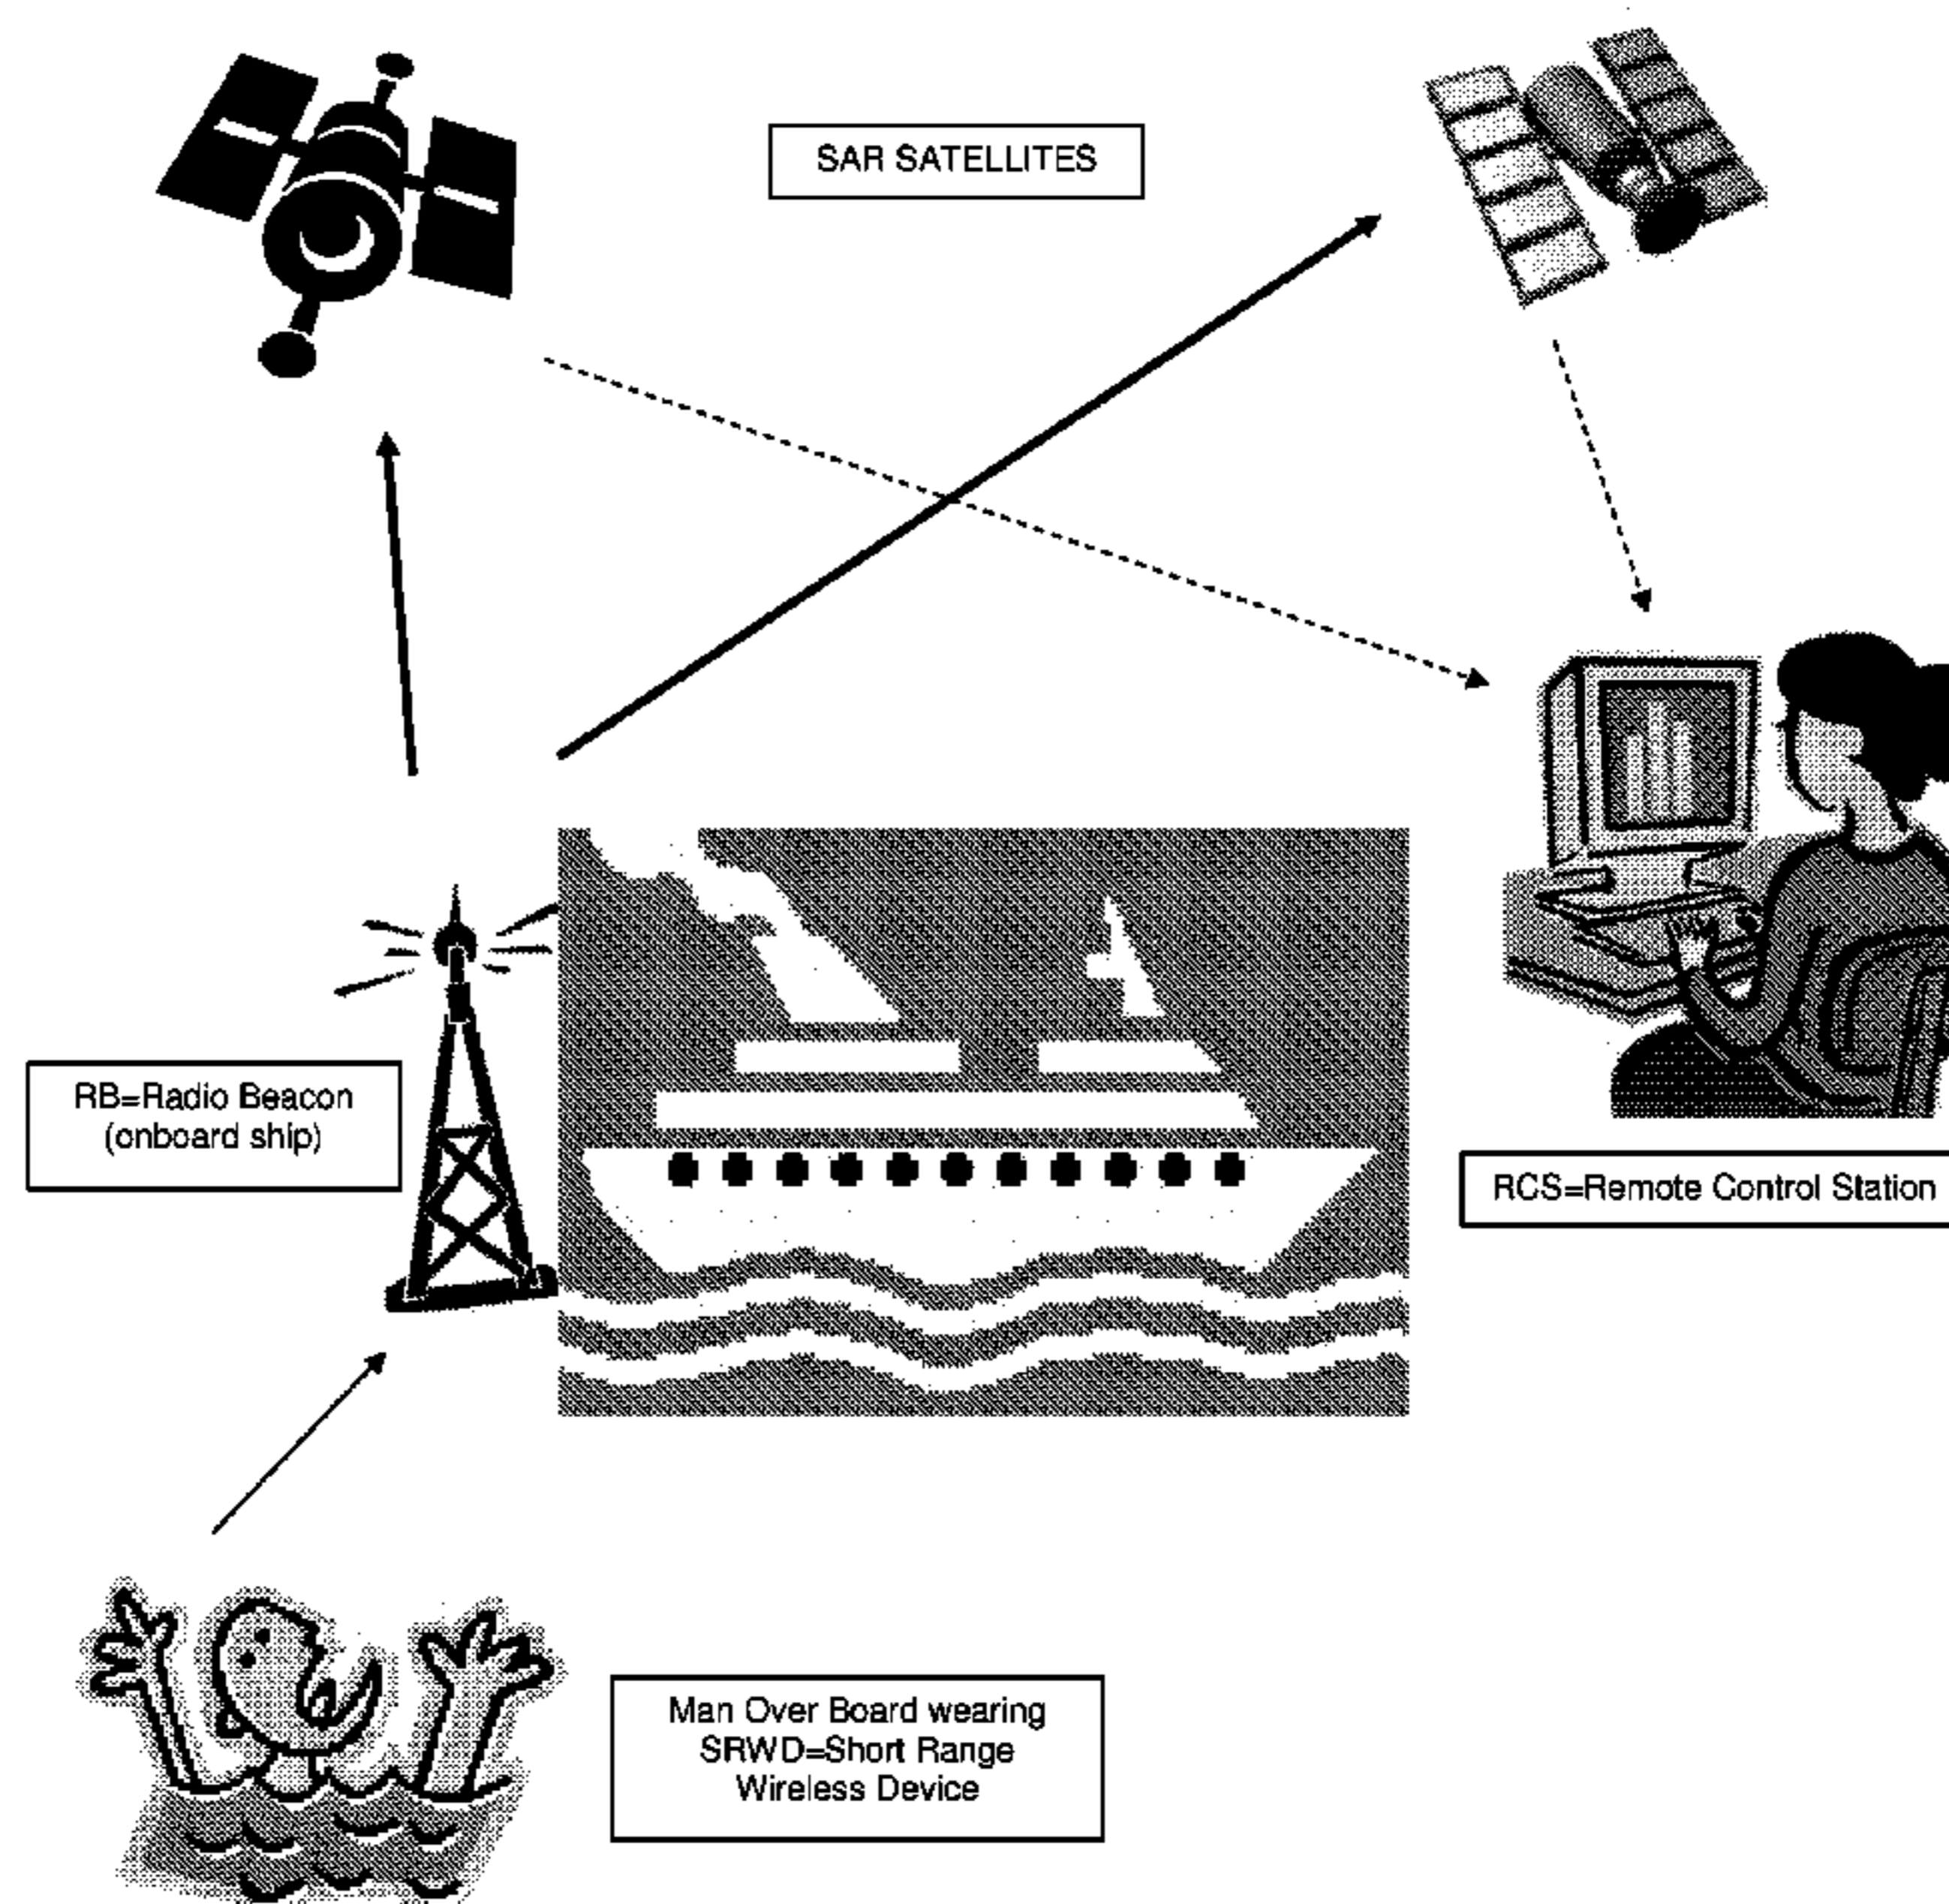 SAR SATELLITES
RB=Radio Beacon
(onboard ship)
RCS=Remote Control Station
Man Over Board wearing
SRWD=Short Range
Wireless Device